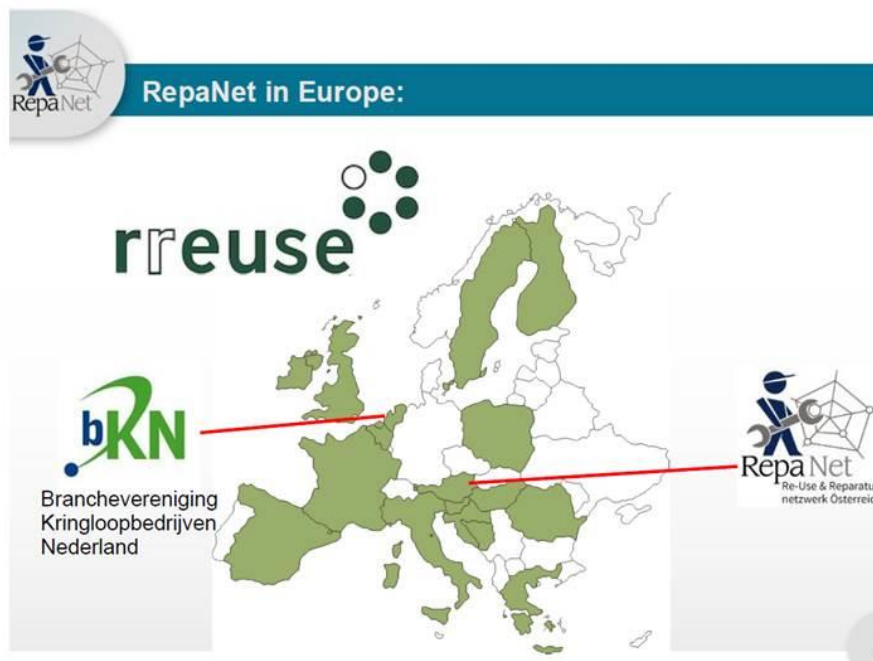 RepaNet
RepaNet in Europe:
rreuse
bKN
Branchevereniging
Kringloopbedrijven
Nederland
RepaNet
Re-Use & Reparatu
netzwerk Österreic